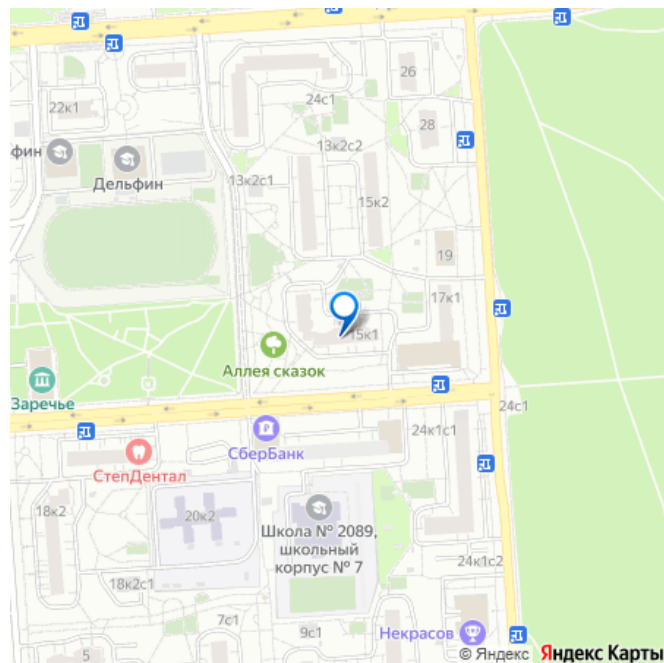 26
24с1
22к1
28
13к2с2
фин
Дельфин
13к2с1
15к2
19
17к1
15к1
Аллея сказок
Заречье
24с1
СберБанк
24к1с1
СтепДентал
18к2
20к2
Школа № 2089,
школьный
корпус № 7
24к1с2
18к2с1
7с1
9с1
Некрасов
5
© Яндекс Яндекс Карты